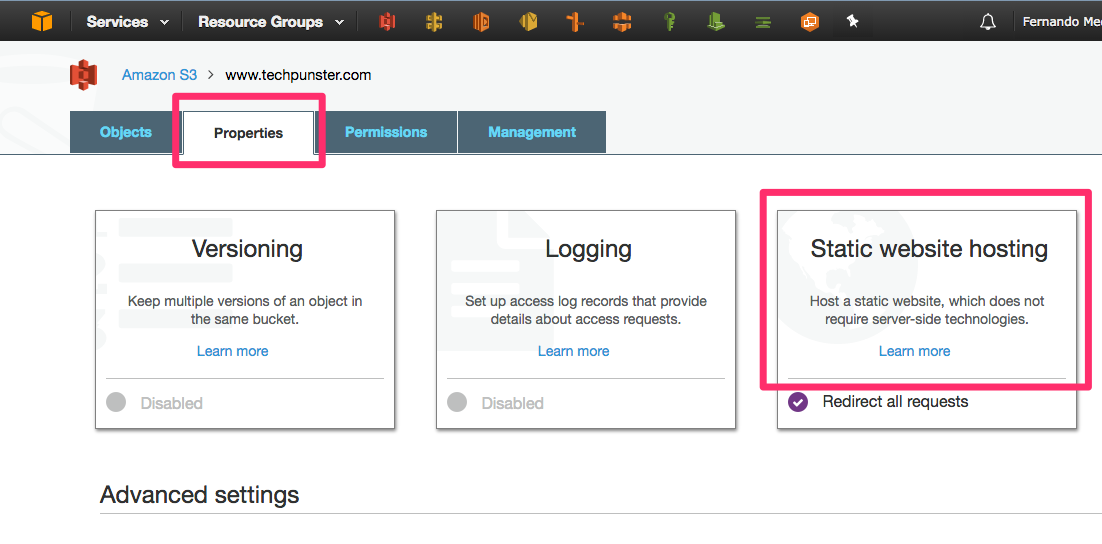 Services Resource Groups Fernando Me
Amazon S3 > www.techpunster.com
Objects Properties Permissions Management
Versioning
Keep multiple versions of an object in
the same bucket.
Learn more
Disabled
Logging
Set up access log records that provide
details about access requests.
Learn more
Disabled
Static website hosting
Host a static website, which does not
require server-side technologies.
Learn more
Redirect all requests
Advanced settings